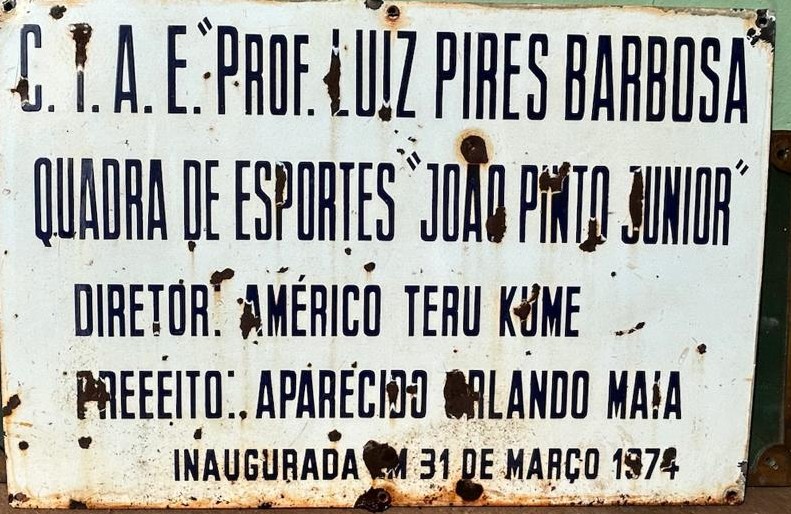 C. T. A. E. "PROF. LUIZ PIRES BARBOSA
QUADRA DE ESPORTES "JOÃO PINTO JUNIOR"
DIRETOR: AMÉRICO TERU KUME
PREFEITO: APARECIDO ORLANDO MAIA
INAUGURADA EM 31 DE MARÇO 1974